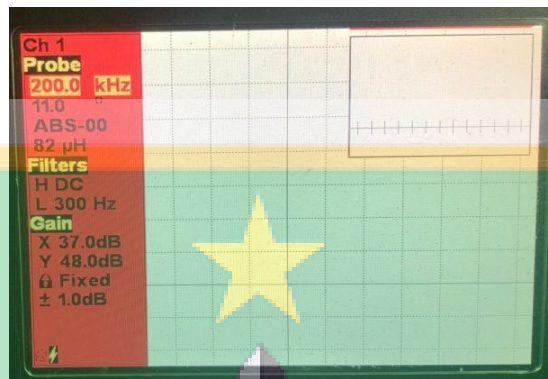 Ch 1
Probe
200.0 kHz
11.0 °
ABS-00
82 µH
Filters
H DC
L 300 Hz
Gain
X 37.0dB
Y 48.0dB
Fixed
± 1.0dB